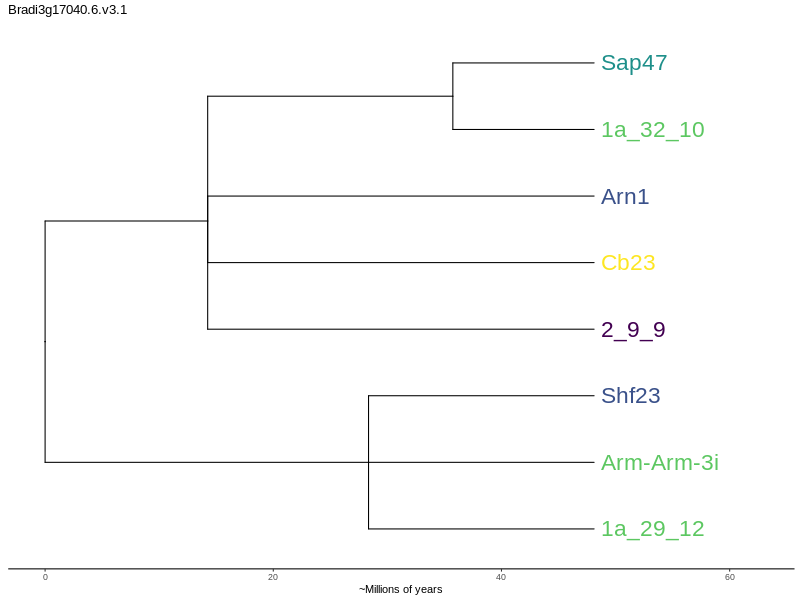 Bradi3g17040.6.v3.1
Sap47
1a_32_10
Arn1
Cb23
2_9_9
Shf23
Arm-Arm-3i
1a_29_12
0 20 40 60
~Millions of years